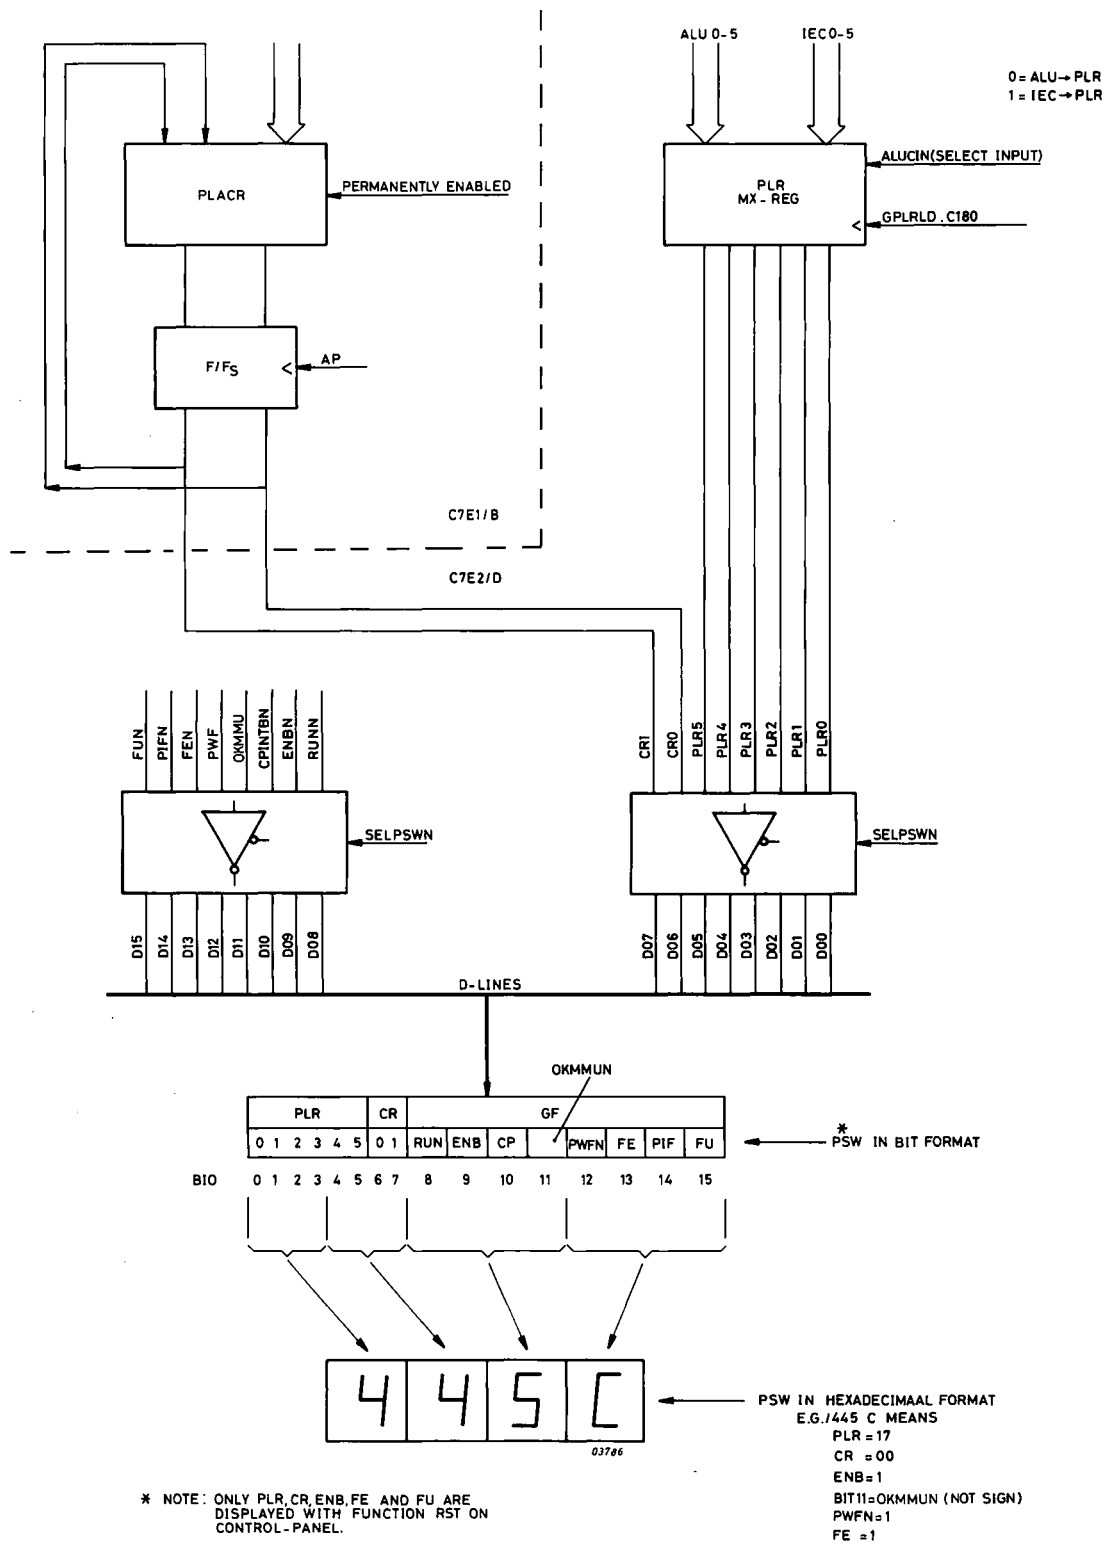 ALU 0-5 IEC 0-5
0 = ALU→PLR
1 = IEC→PLR
PLACR
PERMANENTLY ENABLED
PLR
MX-REG
ALUCIN(SELECT INPUT)
GPLRLD.C180
F/FS
AP
C7E1/B
C7E2/D
FUN PIFN FEN PWF OKMMU CPINTBN ENBN RUNN
CR1 CR0 PLR5 PLR4 PLR3 PLR2 PLR1 PLR0
SELPSWN
SELPSWN
D15 D14 D13 D12 D11 D10 D09 D08
D07 D06 D05 D04 D03 D02 D01 D00
D-LINES
OKMMUN
PLR CR GF
0 1 2 3 4 5 0 1 RUN ENB CP PWFN FE PIF FU
* PSW IN BIT FORMAT
BIO 0 1 2 3 4 5 6 7 8 9 10 11 12 13 14 15
4 4 5 C
03786
PSW IN HEXADECIMAAL FORMAT
E.G./445 C MEANS
PLR = 17
CR = 00
ENB = 1
BIT11=OKMMUN (NOT SIGN)
PWFN=1
FE = 1
* NOTE: ONLY PLR, CR, ENB, FE AND FU ARE
DISPLAYED WITH FUNCTION RST ON
CONTROL-PANEL.